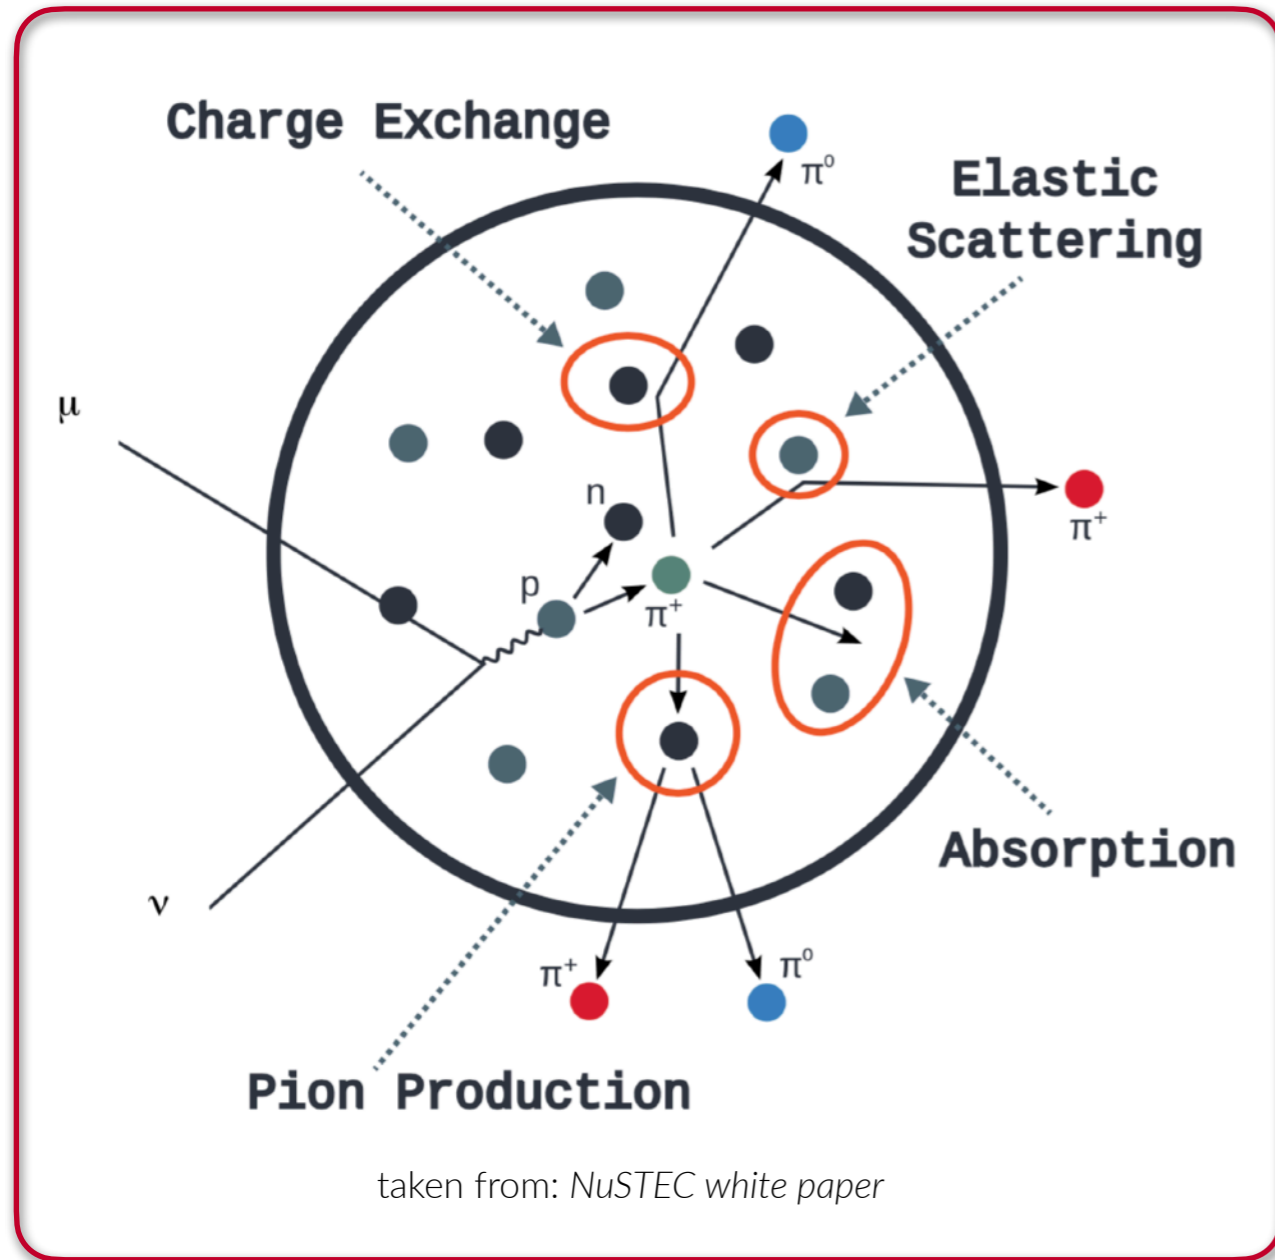 Charge Exchange
π⁰
Elastic
Scattering
μ
n
π⁺
p
π⁺
Absorption
ν
π⁺
π⁰
Pion Production
taken from: NuSTEC white paper